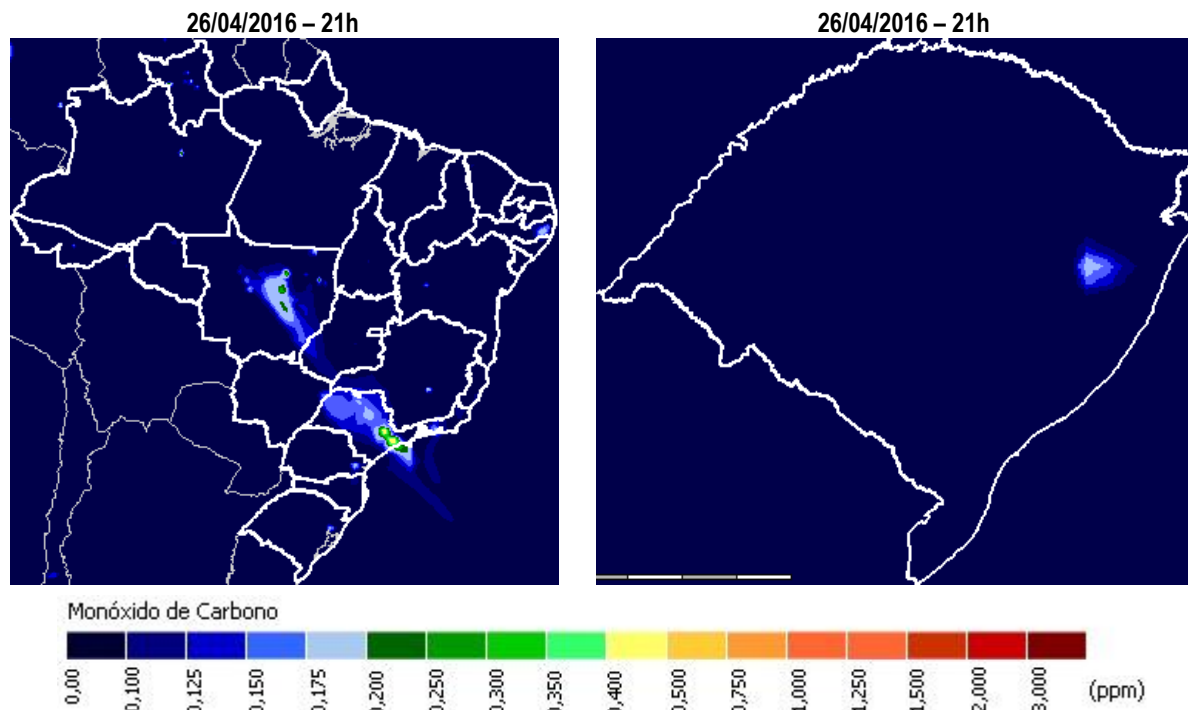 26/04/2016 – 21h
26/04/2016 – 21h
Monóxido de Carbono
0,00 0,100 0,125 0,150 0,175 0,200 0,250 0,300 0,350 0,400 0,500 0,750 1,000 1,250 1,500 2,000 3,000 (ppm)